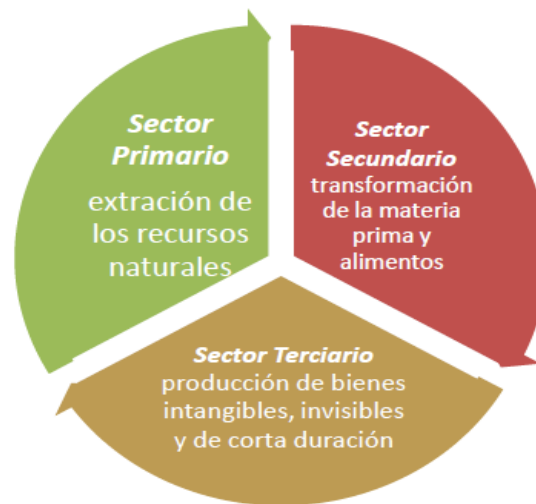 Sector
Primario
extración de
los recursos
naturales
Sector
Secundario
transformación
de la materia
prima y
alimentos
Sector Terciario
producción de bienes
intangibles, invisibles
y de corta duración